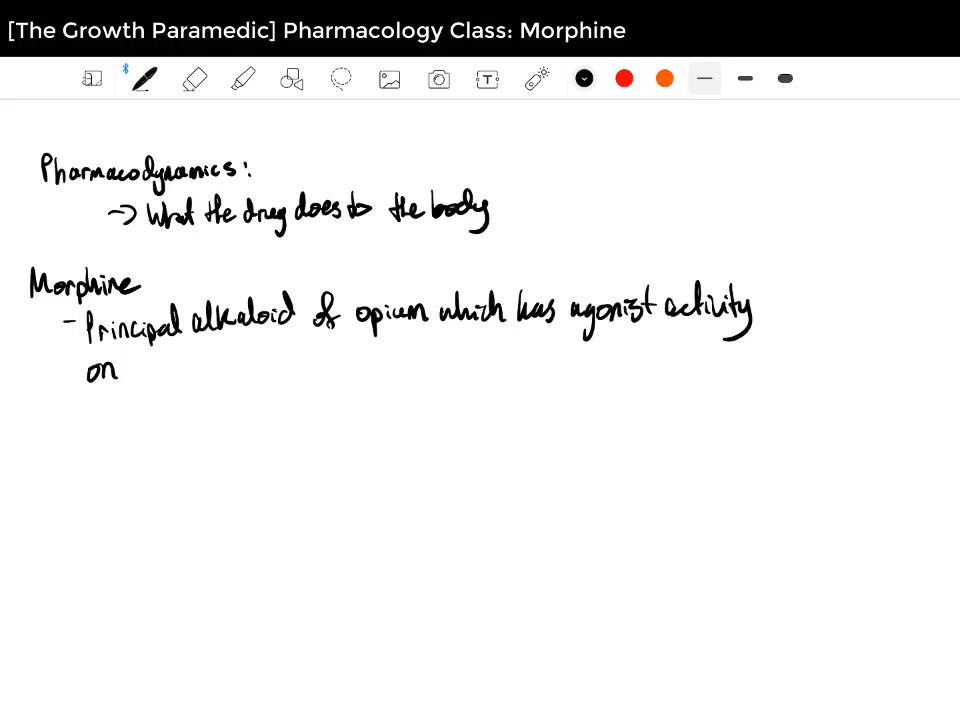 [The Growth Paramedic] Pharmacology Class: Morphine
Pharmacodynamics:
→ What the drug does to the body
Morphine
- Principal alkaloid of opium which has agonist activity
on